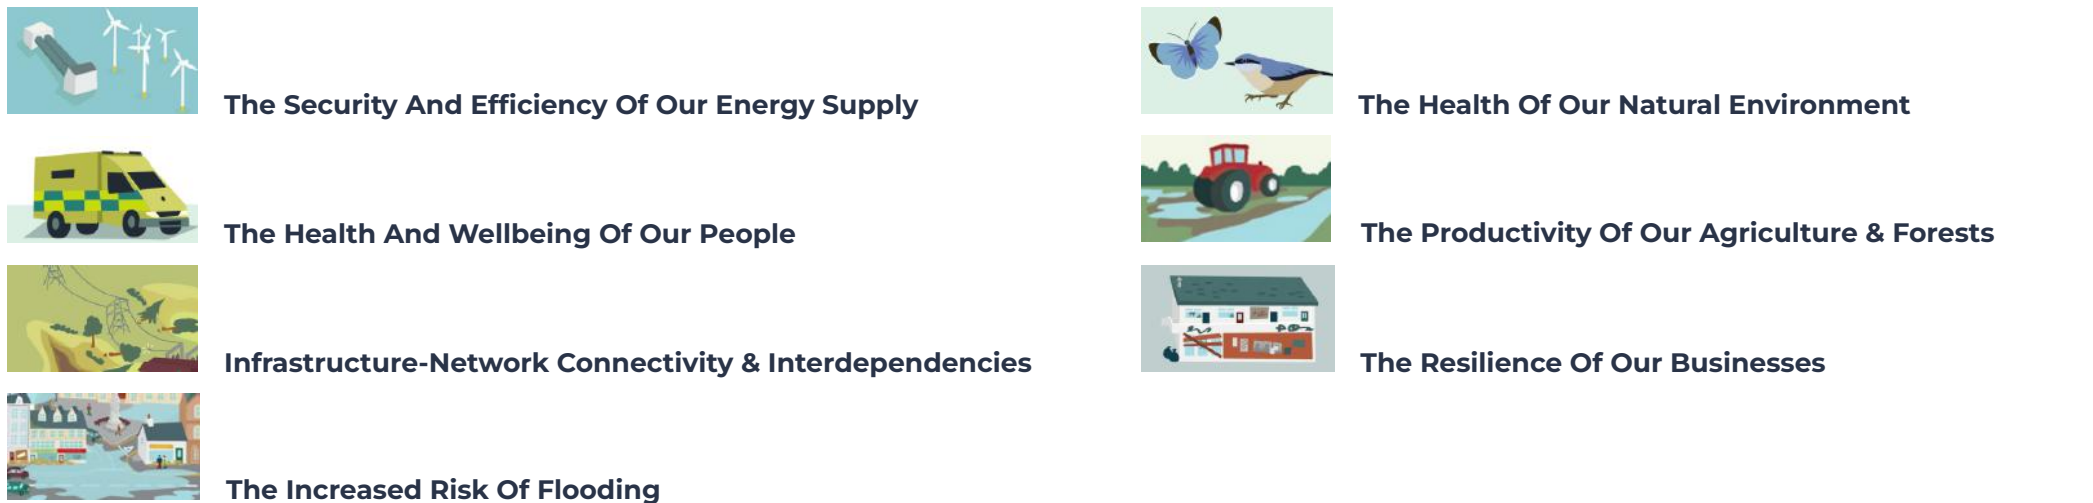 The Security And Efficiency Of Our Energy Supply
The Health And Wellbeing Of Our People
Infrastructure-Network Connectivity & Interdependencies
The Increased Risk Of Flooding
The Health Of Our Natural Environment
The Productivity Of Our Agriculture & Forests
The Resilience Of Our Businesses